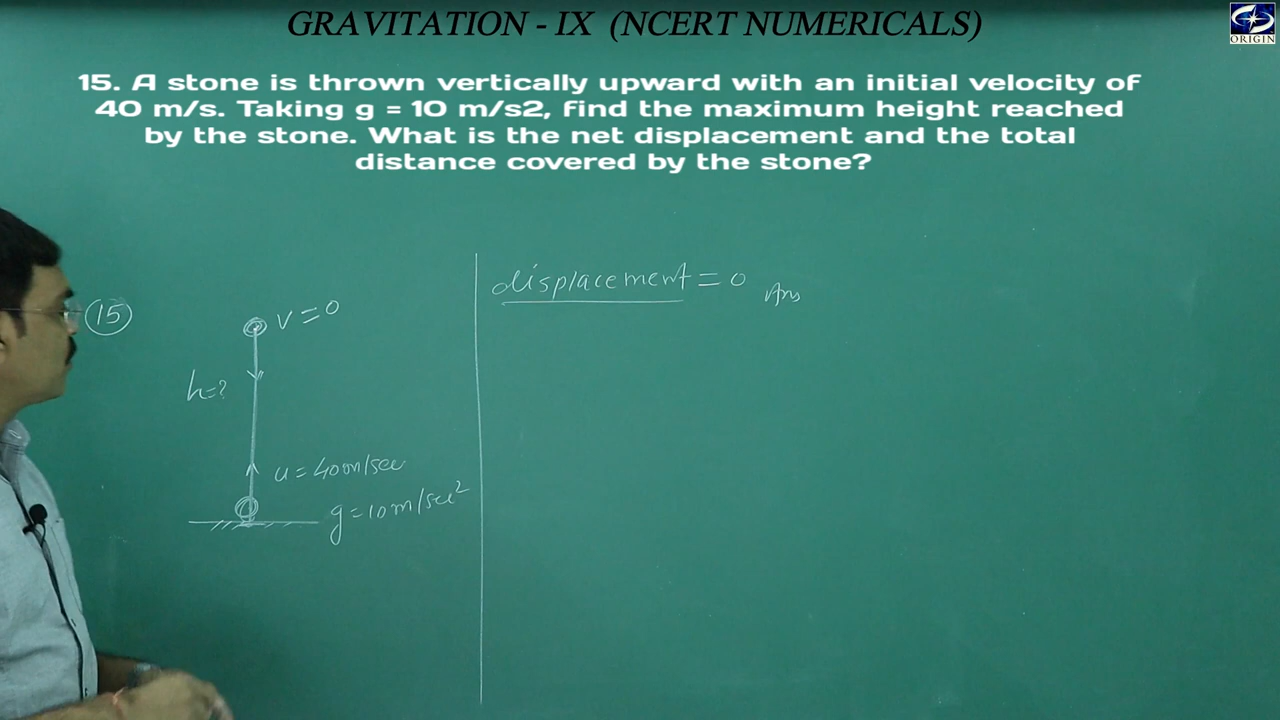 GRAVITATION - IX (NCERT NUMERICALS)
ORIGIN
15. A stone is thrown vertically upward with an initial velocity of
40 m/s. Taking g = 10 m/s2, find the maximum height reached
by the stone. What is the net displacement and the total
distance covered by the stone?
15
v=0
h=?
u=40m/sec
g=10m/sec²
displacement=0
Ans